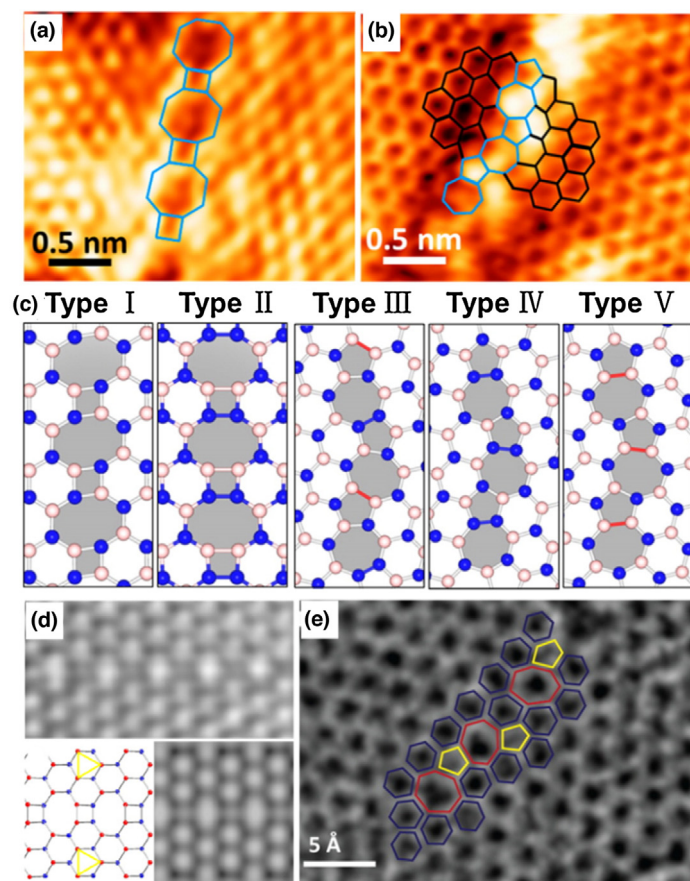 (a)
(b)
0.5 nm
0.5 nm
(c) Type Ⅰ Type Ⅱ Type Ⅲ Type Ⅳ Type Ⅴ
(d)
(e)
5 Å